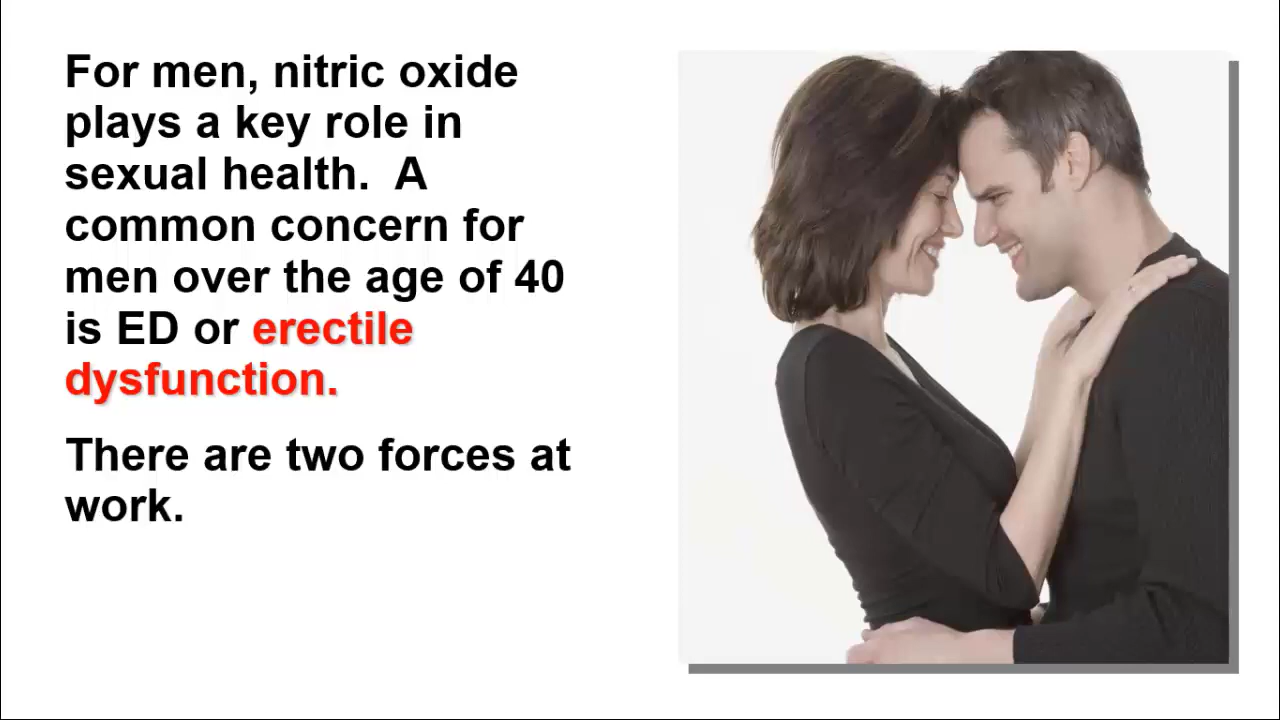 For men, nitric oxide
plays a key role in
sexual health.  A
common concern for
men over the age of 40
is ED or erectile
dysfunction.
There are two forces at
work.